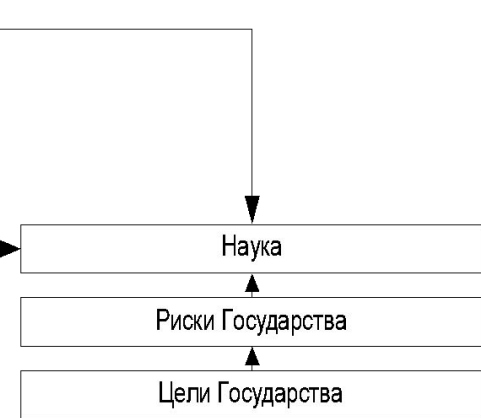 Наука
Риски Государства
Цели Государства